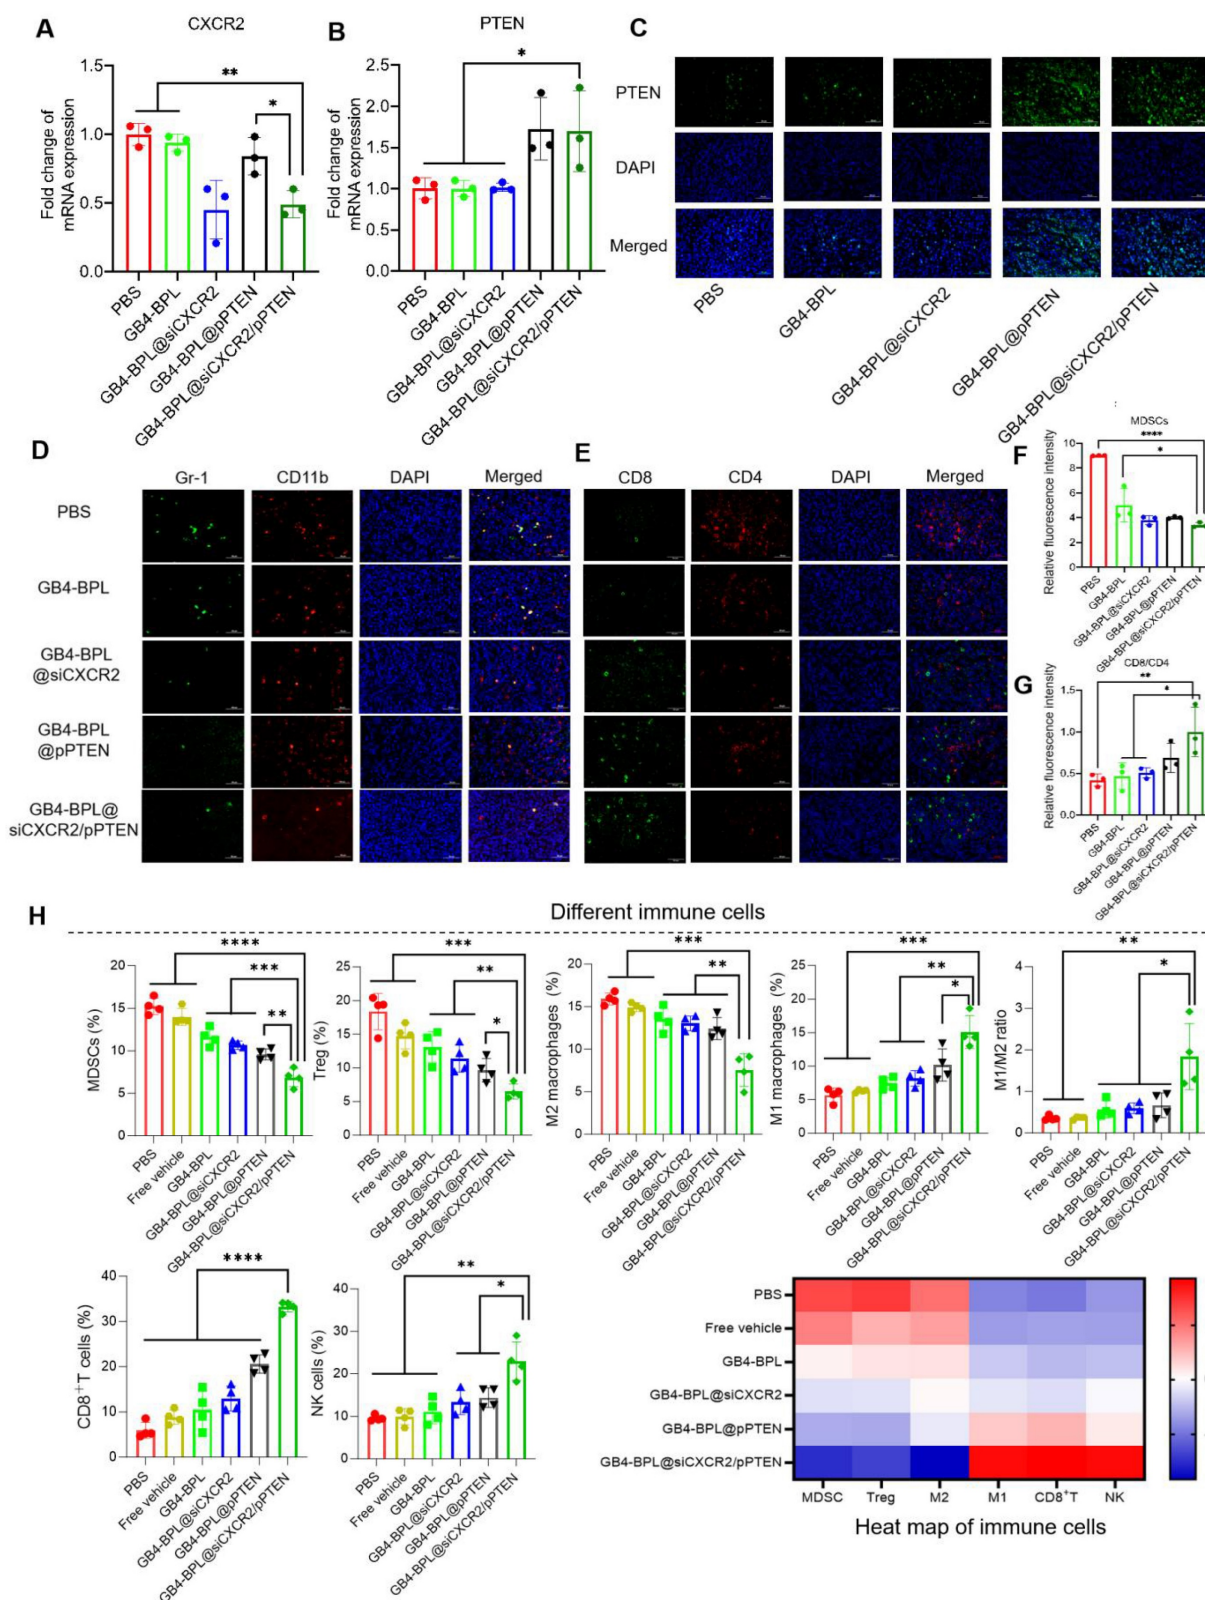 A
CXCR2
Fold change of
mRNA expression
1.5
1.0
0.5
0.0
**
*
PBS
GB4-BPL
GB4-BPL@siCXCR2
GB4-BPL@pPTEN
GB4-BPL@siCXCR2/pPTEN
B
PTEN
Fold change of
mRNA expression
2.5
2.0
1.5
1.0
0.5
0.0
*
PBS
GB4-BPL
GB4-BPL@siCXCR2
GB4-BPL@pPTEN
GB4-BPL@siCXCR2/pPTEN
C
PTEN
DAPI
Merged
PBS
GB4-BPL
GB4-BPL@siCXCR2
GB4-BPL@pPTEN
GB4-BPL@siCXCR2/pPTEN
D
Gr-1 CD11b DAPI Merged
E
CD8 CD4 DAPI Merged
PBS
GB4-BPL
GB4-BPL
@siCXCR2
GB4-BPL
@pPTEN
GB4-BPL@
siCXCR2/pPTEN
F
MDSCs
Relative fluorescence intensity
10
8
6
4
2
0
****
*
PBS
GB4-BPL
GB4-BPL@siCXCR2
GB4-BPL@pPTEN
GB4-BPL@siCXCR2/pPTEN
G
CD8/CD4
Relative fluorescence intensity
1.5
1.0
0.5
0.0
**
*
PBS
GB4-BPL
GB4-BPL@siCXCR2
GB4-BPL@pPTEN
GB4-BPL@siCXCR2/pPTEN
H
Different immune cells
MDSCs (%)
20
15
10
5
0
****
***
**
PBS
Free vehicle
GB4-BPL
GB4-BPL@siCXCR2
GB4-BPL@pPTEN
GB4-BPL@siCXCR2/pPTEN
Treg (%)
25
20
15
10
5
0
***
**
*
PBS
Free vehicle
GB4-BPL
GB4-BPL@siCXCR2
GB4-BPL@pPTEN
GB4-BPL@siCXCR2/pPTEN
M2 macrophages (%)
20
15
10
5
0
***
**
PBS
Free vehicle
GB4-BPL
GB4-BPL@siCXCR2
GB4-BPL@pPTEN
GB4-BPL@siCXCR2/pPTEN
M1 macrophages (%)
25
20
15
10
5
0
***
**
*
PBS
Free vehicle
GB4-BPL
GB4-BPL@siCXCR2
GB4-BPL@pPTEN
GB4-BPL@siCXCR2/pPTEN
M1/M2 ratio
4
3
2
1
0
**
*
PBS
Free vehicle
GB4-BPL
GB4-BPL@siCXCR2
GB4-BPL@pPTEN
GB4-BPL@siCXCR2/pPTEN
CD8⁺T cells (%)
40
30
20
10
0
****
PBS
Free vehicle
GB4-BPL
GB4-BPL@siCXCR2
GB4-BPL@pPTEN
GB4-BPL@siCXCR2/pPTEN
NK cells (%)
40
30
20
10
0
**
*
PBS
Free vehicle
GB4-BPL
GB4-BPL@siCXCR2
GB4-BPL@pPTEN
GB4-BPL@siCXCR2/pPTEN
PBS
Free vehicle
GB4-BPL
GB4-BPL@siCXCR2
GB4-BPL@pPTEN
GB4-BPL@siCXCR2/pPTEN
MDSC Treg M2 M1 CD8⁺T NK
Heat map of immune cells